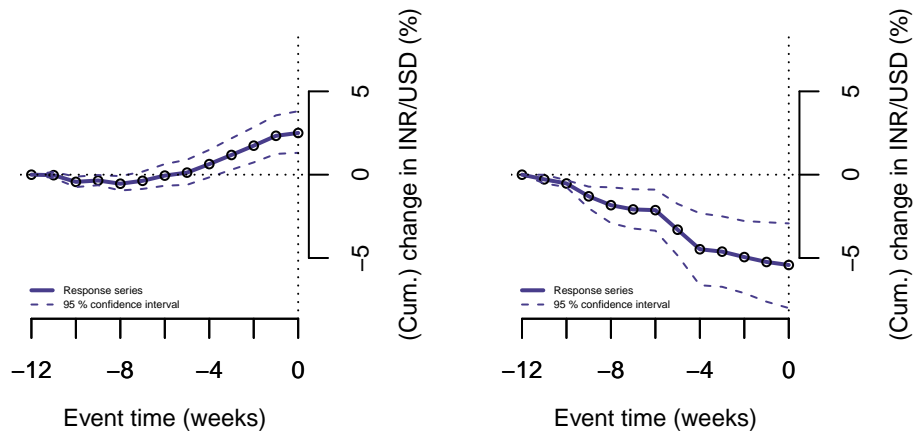 5
0
−5
(Cum.) change in INR/USD (%)
Response series
95 % confidence interval
−12 −8 −4 0
Event time (weeks)
5
0
−5
(Cum.) change in INR/USD (%)
Response series
95 % confidence interval
−12 −8 −4 0
Event time (weeks)